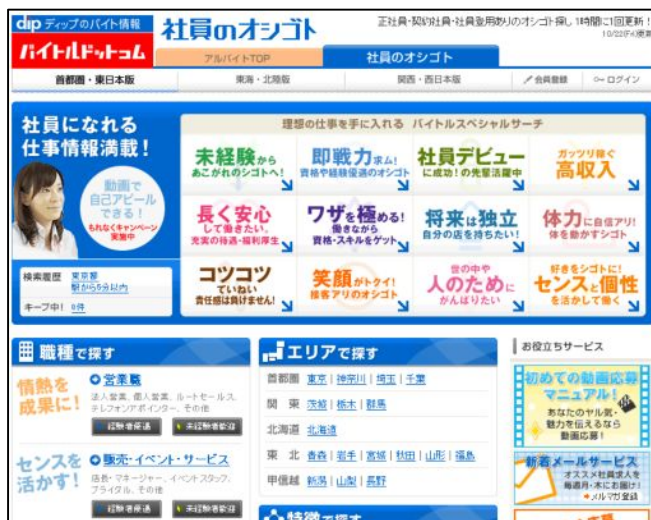 dip ディップのバイト情報
バイトルドットコム
社員のオシゴト
正社員・契約社員・社員登用ありのオシゴト探し 1時間に1回更新！
アルバイトTOP
社員のオシゴト
首都圏・東日本版
東海・北陸版
関西・西日本版
会員登録
ログイン
社員になれる
仕事情報満載！
動画で
自己アピール
できる！
もれなくキャンペーン
実施中
検索履歴 東京都
駅から5分以内
キープ中！ 0件
理想の仕事を手に入れる バイトルスペシャルサーチ
未経験から
あこがれのシゴトへ！
即戦力求ム！
資格や経験優遇のオシゴト
社員デビュー
に成功！の先輩活躍中
ガッツリ稼ぐ
高収入
長く安心
して働きたい。
充実の待遇・福利厚生
ワザを極める！
働きながら
資格・スキルをゲット
将来は独立
自分の店を持ちたい！
体力に自信アリ！
体を動かすシゴト
コツコツ
ていねい
責任感は負けません！
笑顔がトクイ！
接客アリのオシゴト
世の中や
人のために
がんばりたい
好きをシゴトに！
センスと個性
を活かして働く
職種で探す
情熱を
成果に！
営業職
法人営業、個人営業、ルートセールス、
テレフォンアポインター、その他
経験者優遇
未経験者歓迎
センスを
活かす！
販売・イベント・サービス
店長・マネージャー、イベントスタッフ、
ブライダル、その他
経験者優遇
未経験者歓迎
エリアで探す
首都圏 東京 | 神奈川 | 埼玉 | 千葉
関 東 茨城 | 栃木 | 群馬
北海道 北海道
東 北 青森 | 岩手 | 宮城 | 秋田 | 山形 | 福島
甲信越 新潟 | 山梨 | 長野
特徴で探す
お役立ちサービス
初めての動画応募
マニュアル！
あなたのヤル気・
魅力を伝えるなら
動画応募！
新着メールサービス
オススメ社員求人を
毎週月・木にお届け！
メルマガ登録